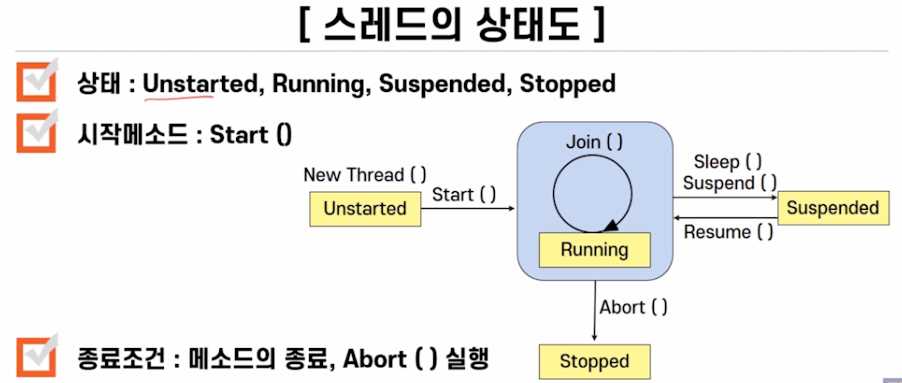 [ 스레드의 상태도 ]
상태 : Unstarted, Running, Suspended, Stopped
시작메소드 : Start ()
New Thread ( )
Unstarted
Start ( )
Join ( )
Running
Sleep ( )
Suspend ( )
Suspended
Resume ( )
Abort ( )
Stopped
종료조건 : 메소드의 종료, Abort ( ) 실행